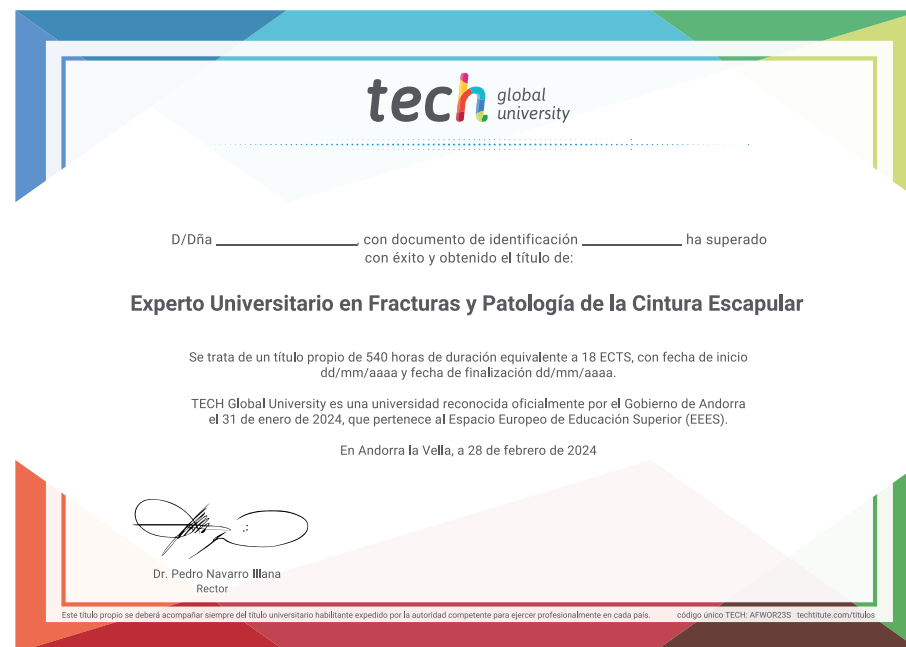 tech global
university
D/Dña ______________, con documento de identificación ______________ ha superado
con éxito y obtenido el título de:
Experto Universitario en Fracturas y Patología de la Cintura Escapular
Se trata de un título propio de 540 horas de duración equivalente a 18 ECTS, con fecha de inicio
dd/mm/aaaa y fecha de finalización dd/mm/aaaa.
TECH Global University es una universidad reconocida oficialmente por el Gobierno de Andorra
el 31 de enero de 2024, que pertenece al Espacio Europeo de Educación Superior (EEES).
En Andorra la Vella, a 28 de febrero de 2024
Dr. Pedro Navarro Illana
Rector
Este título propio se deberá acompañar siempre del título universitario habilitante expedido por la autoridad competente para ejercer profesionalmente en cada país. código único TECH: AFWOR23S techtitute.com/titulos